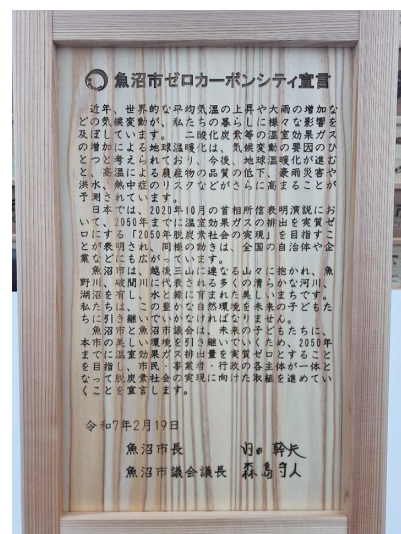 魚沼市ゼロカーボンシティ宣言
近年、世界的な平均気温の上昇や大雨の増加な
どの気候変動が、私たちの暮らしに様々な影響を
及ぼしています。二酸化炭素等の温室効果ガス
の増加による地球温暖化は、気候変動の要因のひ
とつと考えられており、今後、地球温暖化が進む
と、高温による農産物の品質の低下、豪雨災害や
洪水、熱中症のリスクなどがさらに高まることが
予測されています。
日本では、2020年10月の首相所信表明演説にお
いて、2050年までに温室効果ガスの排出を実質ゼ
ロにする「2050年脱炭素社会の実現」を目指すこ
とが表明され、同様の動きは、全国の自治体や企
業などにも広がっています。
魚沼市は、越後三山に連なる山々に抱かれ、魚
野川、破間川に代表される多くの清らかな河川、
湖沼を有し、水と緑に育まれた美しいまちです。
私たちは、この豊かな自然環境を未来の子どもた
ちに引き継いでいかなければなりません。
魚沼市と魚沼市議会は、未来の子どもたちに、
本市の美しい環境を引き継いでいくため、2050年
までに温室効果ガス排出量を実質ゼロとすること
を目指し、市民・事業者・行政の各主体が一体と
なって脱炭素社会の実現に向けた取組を進めてい
くことを宣言します。
令和7年2月19日
魚沼市長 内田幹夫
魚沼市議会議長 森島守人